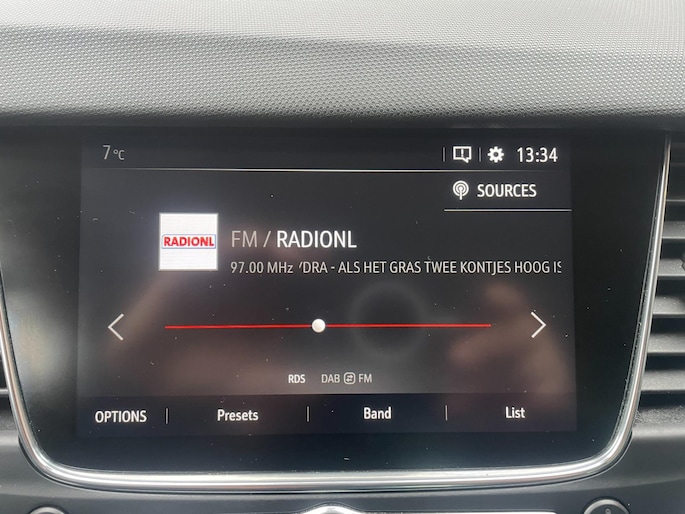 7 °C
13:34
SOURCES
RADIONL
FM / RADIONL
97.00 MHz 'DRA - ALS HET GRAS TWEE KONTJES HOOG IS
RDS DAB FM
OPTIONS Presets Band List